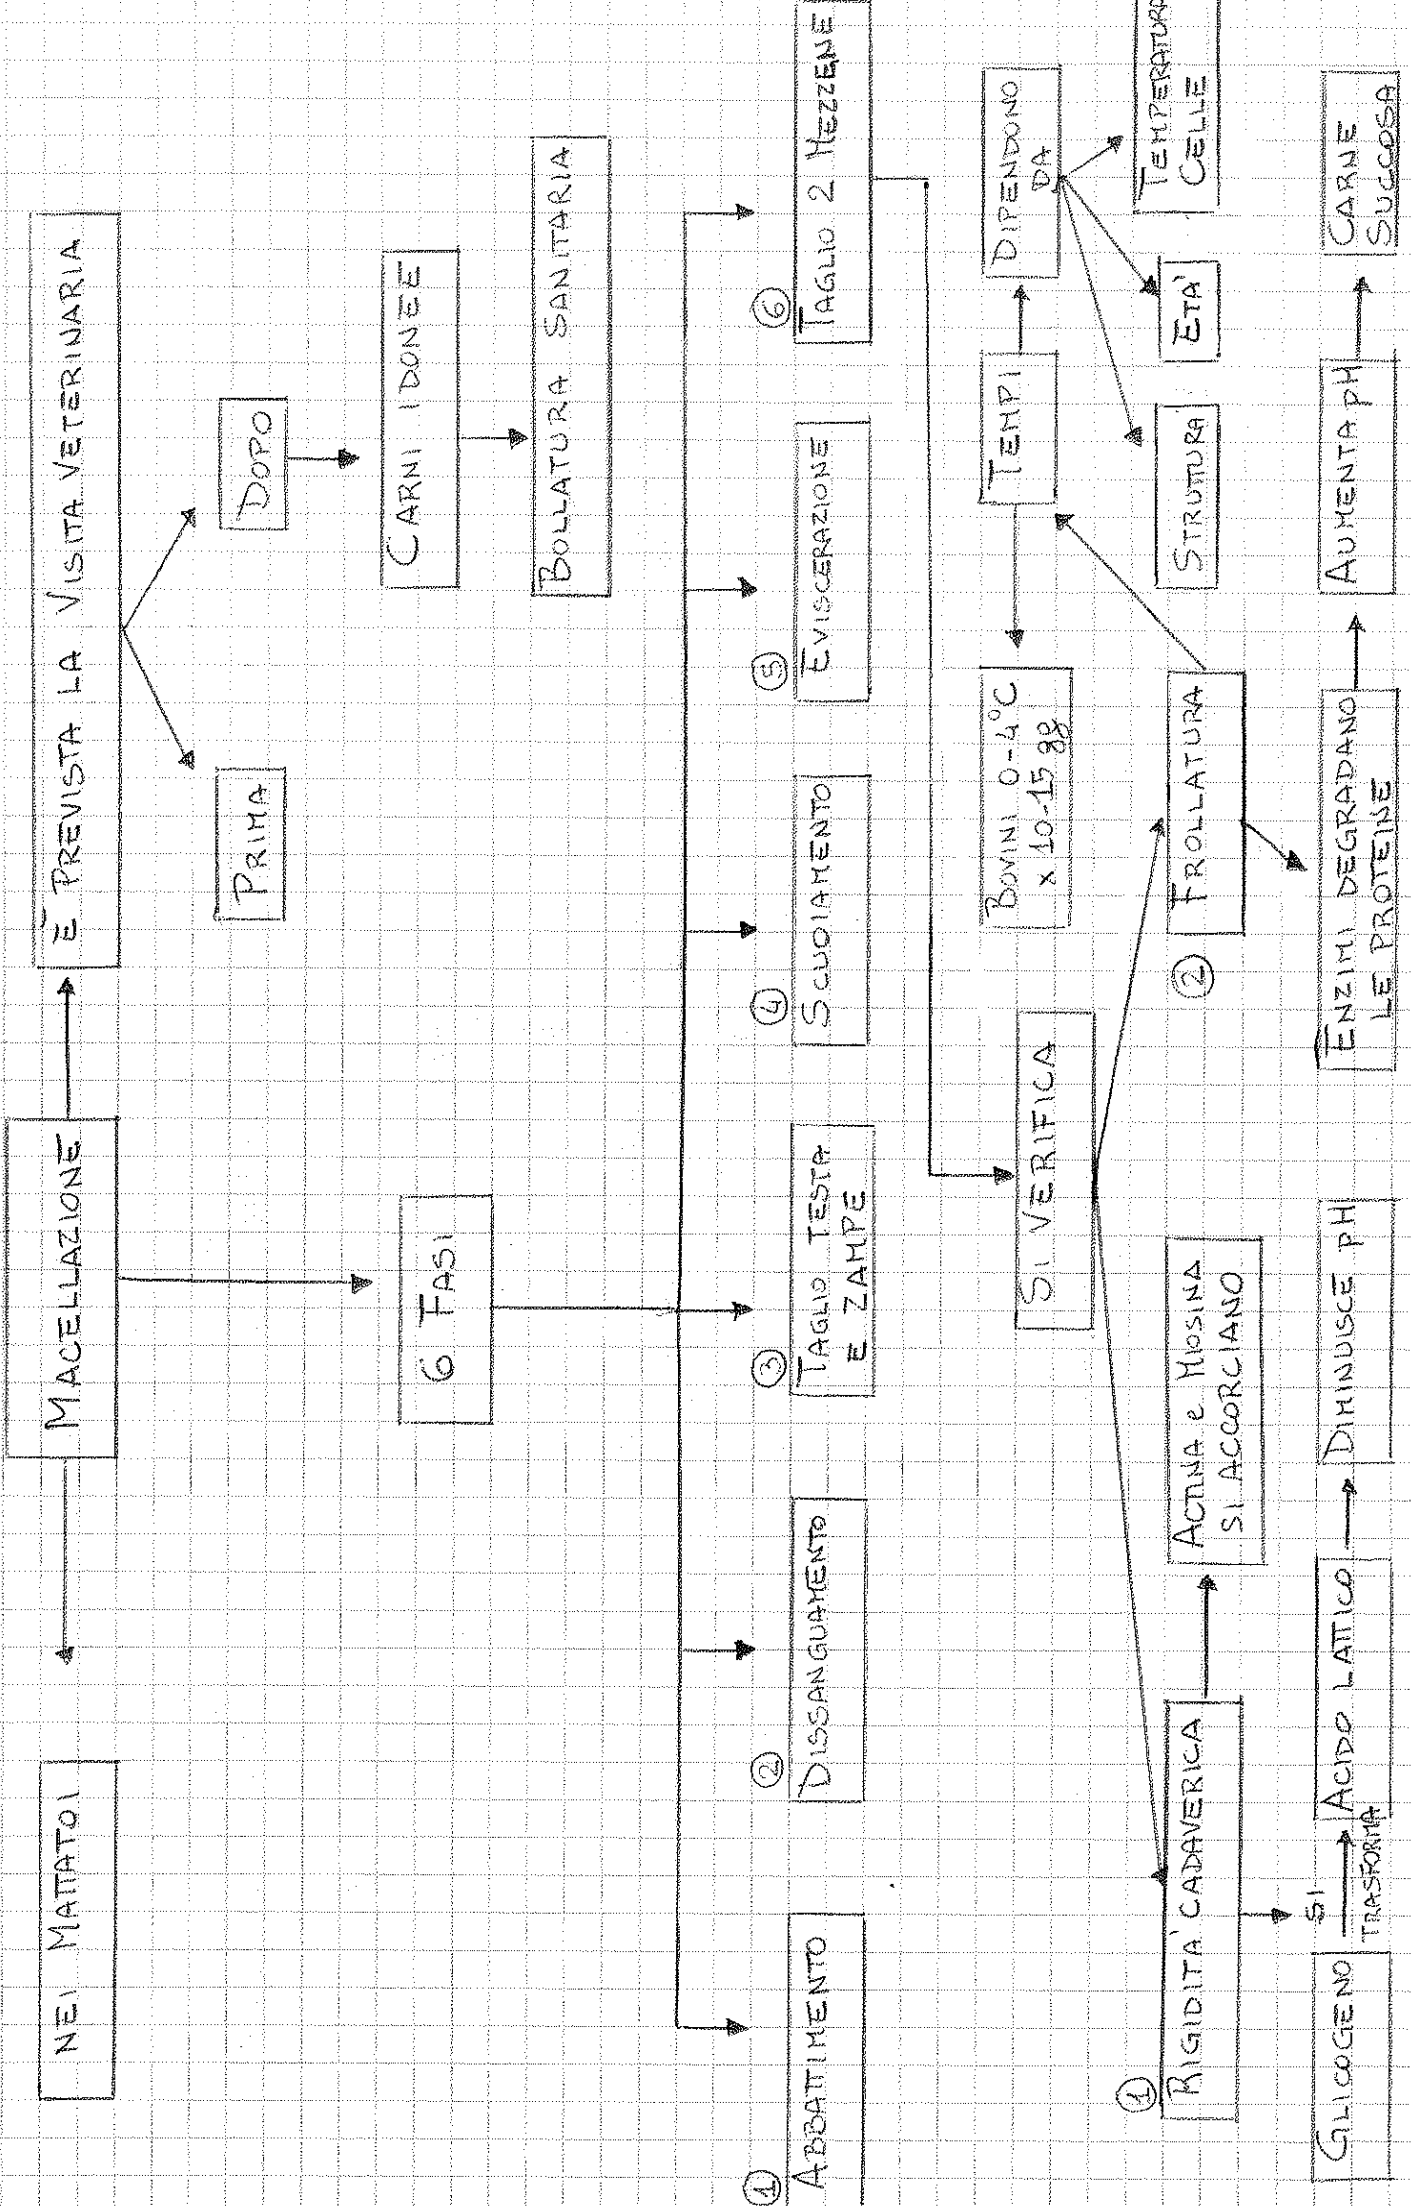 NEI MATTATOI
MACELLAZIONE
È PREVISTA LA VISITA VETERINARIA
PRIMA
DOPO
6 FASI
CARNI IDONEE
BOLLATURA SANITARIA
1
ABBATTIMENTO
2
DISSANGUAMENTO
3
TAGLIO TESTA
E ZAMPE
4
SCUOIAMENTO
5
EVISCERAZIONE
6
TAGLIO 2 MEZZENE
SI VERIFICA
BOVINI 0-4°C
x 10-15 gg
TEMPI
DIPENDONO
DA
1
RIGIDITA' CADAVERICA
ACTINA e MIOSINA
SI ACCORCIANO
2
FROLLATURA
STRUTTURA
ETA'
TEMPERATURA
CELLE
GLICOGENO
SI
TRASFORMA
ACIDO LATTICO
DIMINUISCE pH
ENZIMI DEGRADANO
LE PROTEINE
AUMENTA pH
CARNE
SUCCOSA